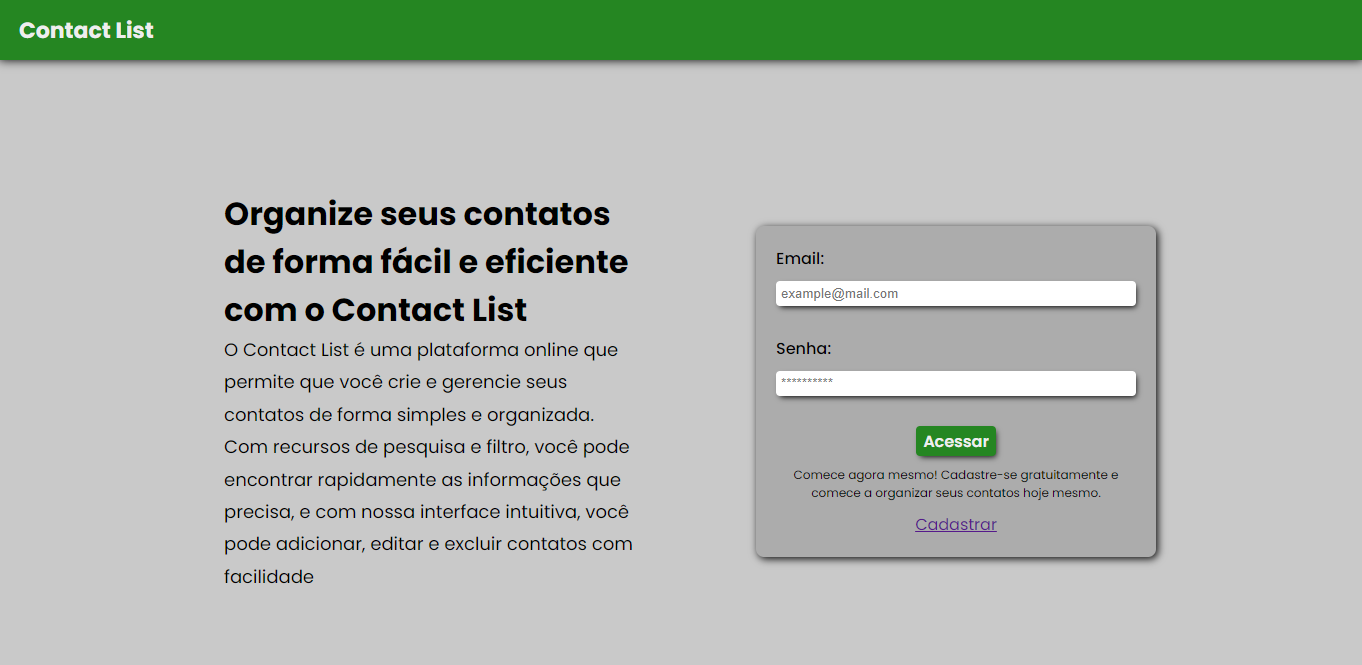 Contact List
Organize seus contatos
de forma fácil e eficiente
com o Contact List
O Contact List é uma plataforma online que
permite que você crie e gerencie seus
contatos de forma simples e organizada.
Com recursos de pesquisa e filtro, você pode
encontrar rapidamente as informações que
precisa, e com nossa interface intuitiva, você
pode adicionar, editar e excluir contatos com
facilidade
Email:
example@mail.com
Senha:
**********
Acessar
Comece agora mesmo! Cadastre-se gratuitamente e
comece a organizar seus contatos hoje mesmo.
Cadastrar